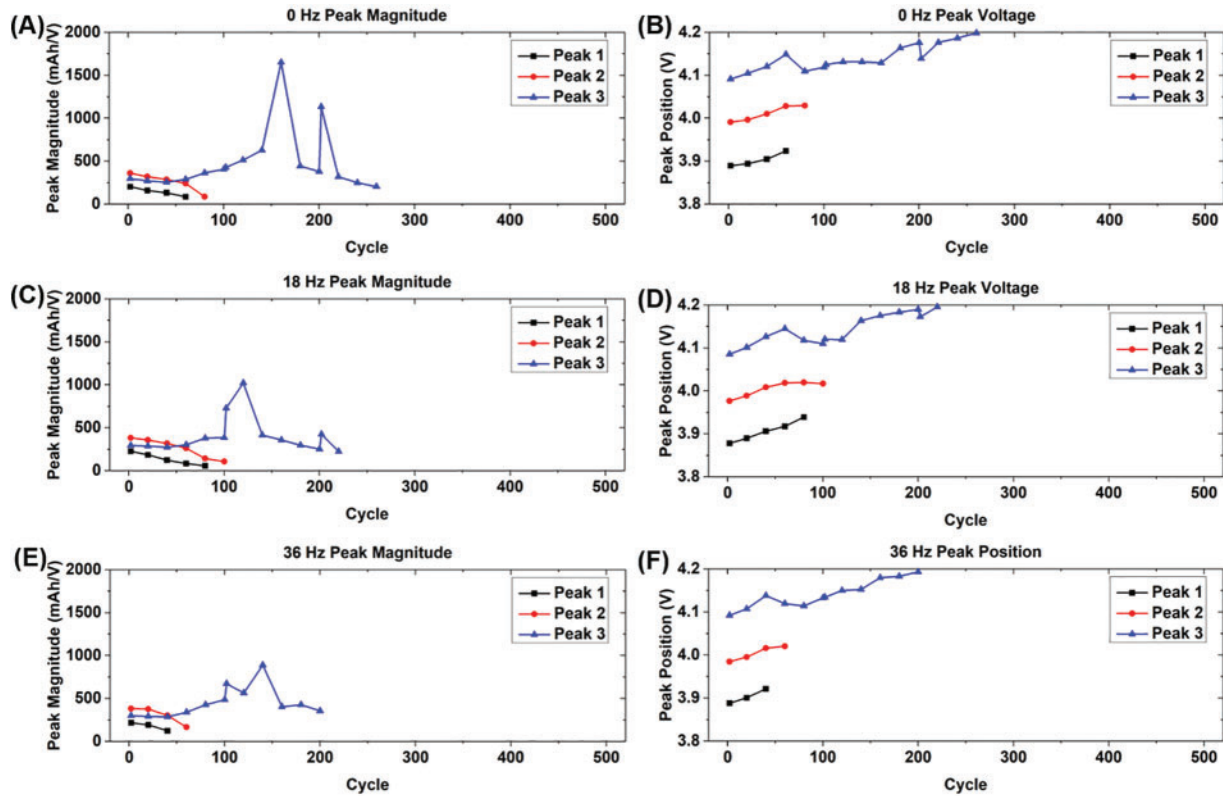 (A)
0 Hz Peak Magnitude
Peak Magnitude (mAh/V)
2000
1500
1000
500
0
0 100 200 300 400 500
Cycle
Peak 1
Peak 2
Peak 3
(B)
0 Hz Peak Voltage
Peak Position (V)
4.2
4.1
4.0
3.9
3.8
0 100 200 300 400 500
Cycle
Peak 1
Peak 2
Peak 3
(C)
18 Hz Peak Magnitude
Peak Magnitude (mAh/V)
2000
1500
1000
500
0
0 100 200 300 400 500
Cycle
Peak 1
Peak 2
Peak 3
(D)
18 Hz Peak Voltage
Peak Position (V)
4.2
4.1
4.0
3.9
3.8
0 100 200 300 400 500
Cycle
Peak 1
Peak 2
Peak 3
(E)
36 Hz Peak Magnitude
Peak Magnitude (mAh/V)
2000
1500
1000
500
0
0 100 200 300 400 500
Cycle
Peak 1
Peak 2
Peak 3
(F)
36 Hz Peak Position
Peak Position (V)
4.2
4.1
4.0
3.9
3.8
0 100 200 300 400 500
Cycle
Peak 1
Peak 2
Peak 3